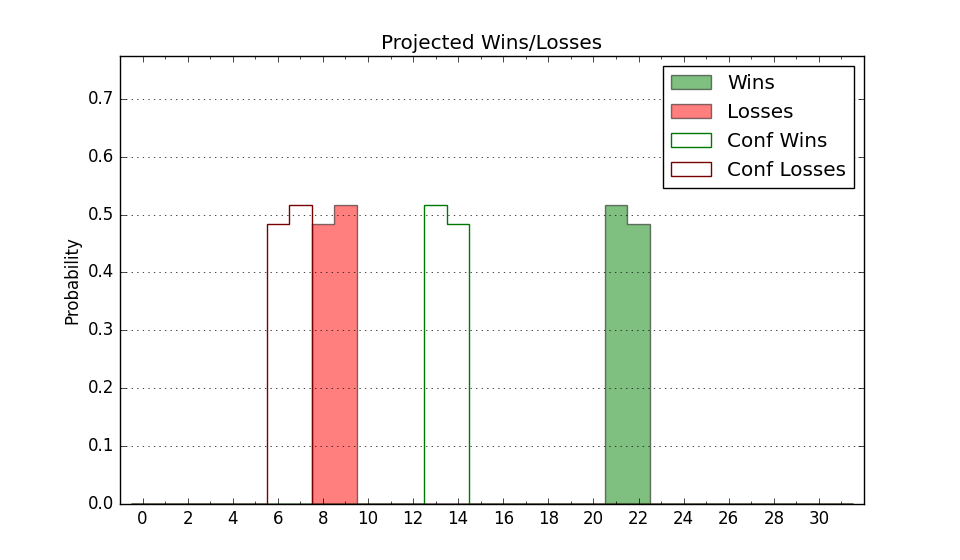 Projected Wins/Losses
Wins
Losses
Conf Wins
Conf Losses
Probability
0.7
0.6
0.5
0.4
0.3
0.2
0.1
0.0
0 2 4 6 8 10 12 14 16 18 20 22 24 26 28 30